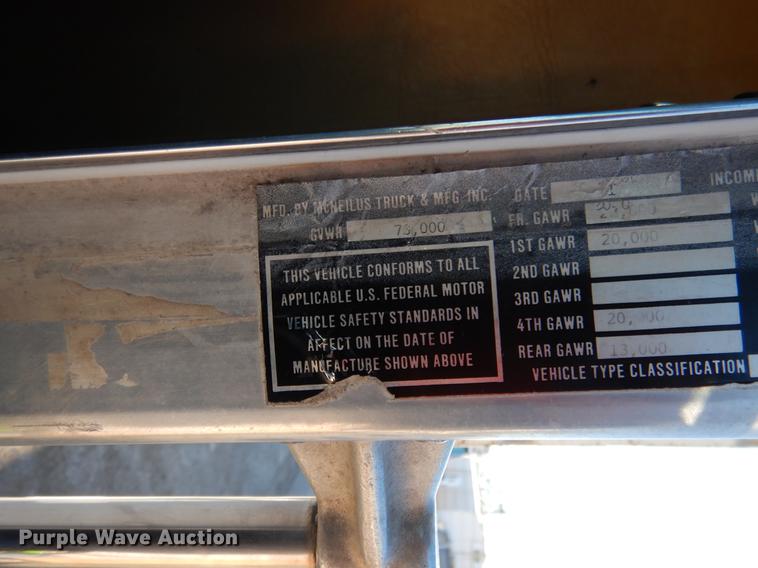 MFD. BY MCNEILUS TRUCK & MFG INC.
GVWR 73,000
THIS VEHICLE CONFORMS TO ALL
APPLICABLE U.S. FEDERAL MOTOR
VEHICLE SAFETY STANDARDS IN
AFFECT ON THE DATE OF
MANUFACTURE SHOWN ABOVE
DATE
FR. GAWR
1ST GAWR 20,000
2ND GAWR
3RD GAWR
4TH GAWR
REAR GAWR 13,000
VEHICLE TYPE CLASSIFICATION
Purple Wave Auction